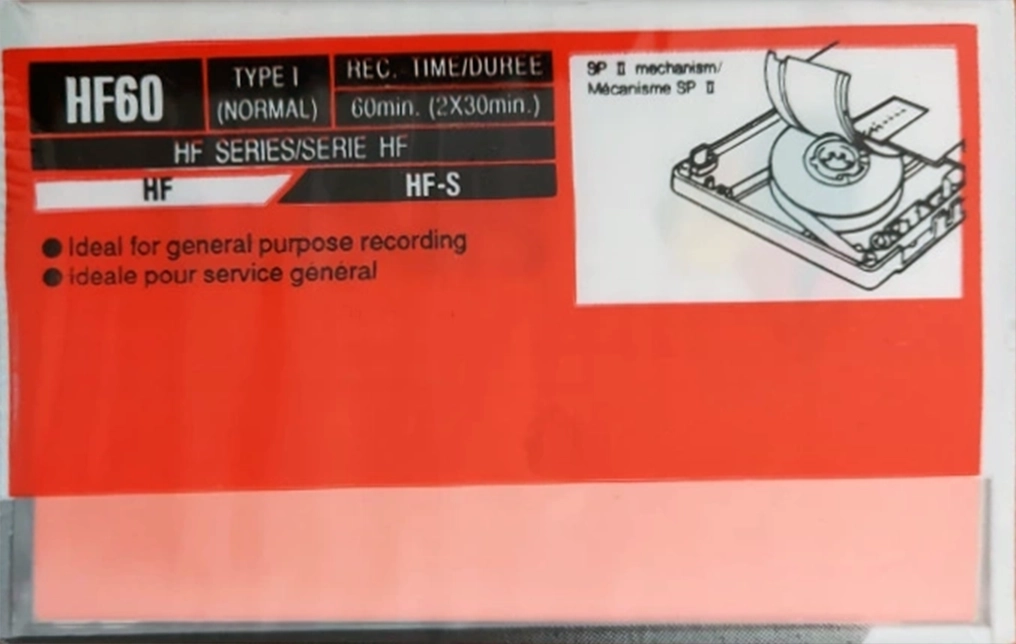 HF60
TYPE I
(NORMAL)
REC. TIME/DUREE
60min. (2X30min.)
HF SERIES/SERIE HF
HF
HF-S
● Ideal for general purpose recording
● Ideale pour service général
SP II mechanism/
Mécanisme SP II